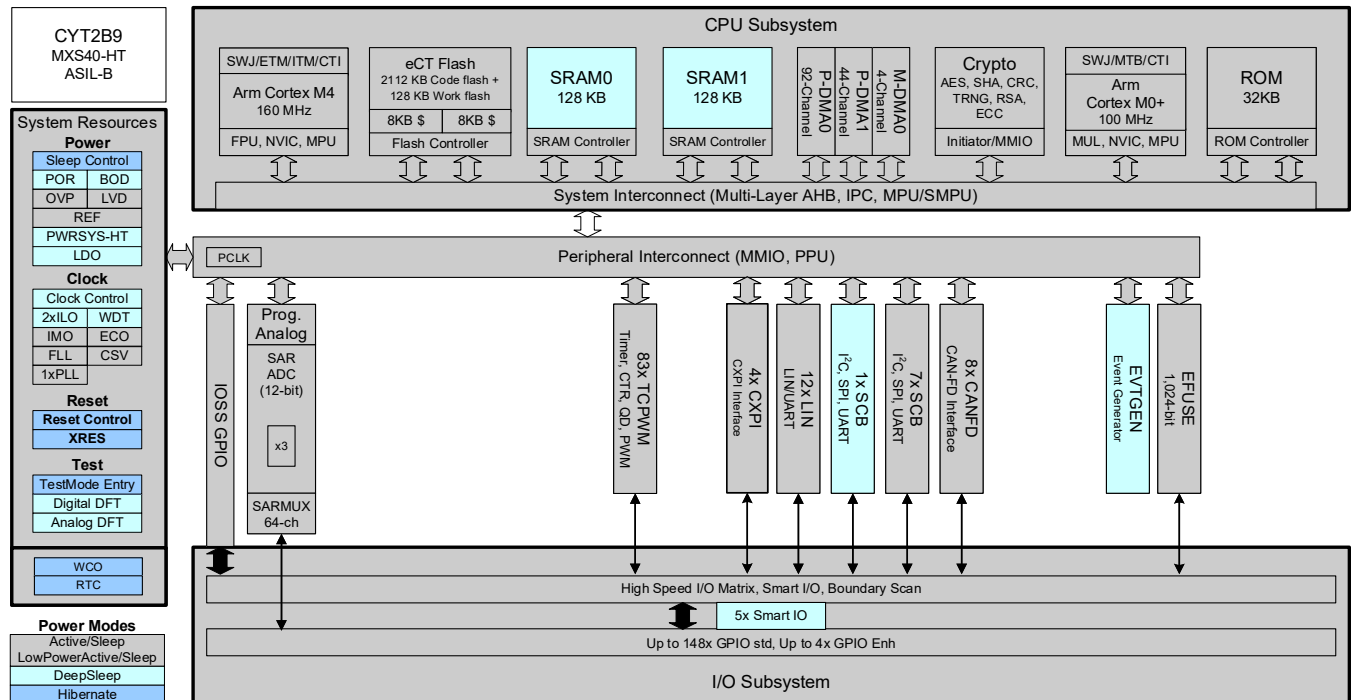 CYT2B9
MXS40-HT
ASIL-B
System Resources
Power
Sleep Control
POR BOD
OVP LVD
REF
PWRSYS-HT
LDO
Clock
Clock Control
2xILO WDT
IMO ECO
FLL CSV
1xPLL
Reset
Reset Control
XRES
Test
TestMode Entry
Digital DFT
Analog DFT
WCO
RTC
Power Modes
Active/Sleep
LowPowerActive/Sleep
DeepSleep
Hibernate
CPU Subsystem
SWJ/ETM/ITM/CTI
Arm Cortex M4
160 MHz
FPU, NVIC, MPU
eCT Flash
2112 KB Code flash +
128 KB Work flash
8KB $ 8KB $
Flash Controller
SRAM0
128 KB
SRAM Controller
SRAM1
128 KB
SRAM Controller
P-DMA0
92-Channel
P-DMA1
44-Channel
M-DMA0
4-Channel
Crypto
AES, SHA, CRC,
TRNG, RSA,
ECC
Initiator/MMIO
SWJ/MTB/CTI
Arm
Cortex M0+
100 MHz
MUL, NVIC, MPU
ROM
32KB
ROM Controller
System Interconnect (Multi-Layer AHB, IPC, MPU/SMPU)
PCLK
Peripheral Interconnect (MMIO, PPU)
IOSS GPIO
Prog.
Analog
SAR
ADC
(12-bit)
x3
SARMUX
64-ch
83x TCPWM
Timer, CTR, QD, PWM
4x CXPI
CXPI Interface
12x LIN
LIN/UART
1x SCB
I²C, SPI, UART
7x SCB
I²C, SPI, UART
8x CANFD
CAN-FD Interface
EVTGEN
Event Generator
EFUSE
1,024-bit
High Speed I/O Matrix, Smart I/O, Boundary Scan
5x Smart IO
Up to 148x GPIO std, Up to 4x GPIO Enh
I/O Subsystem